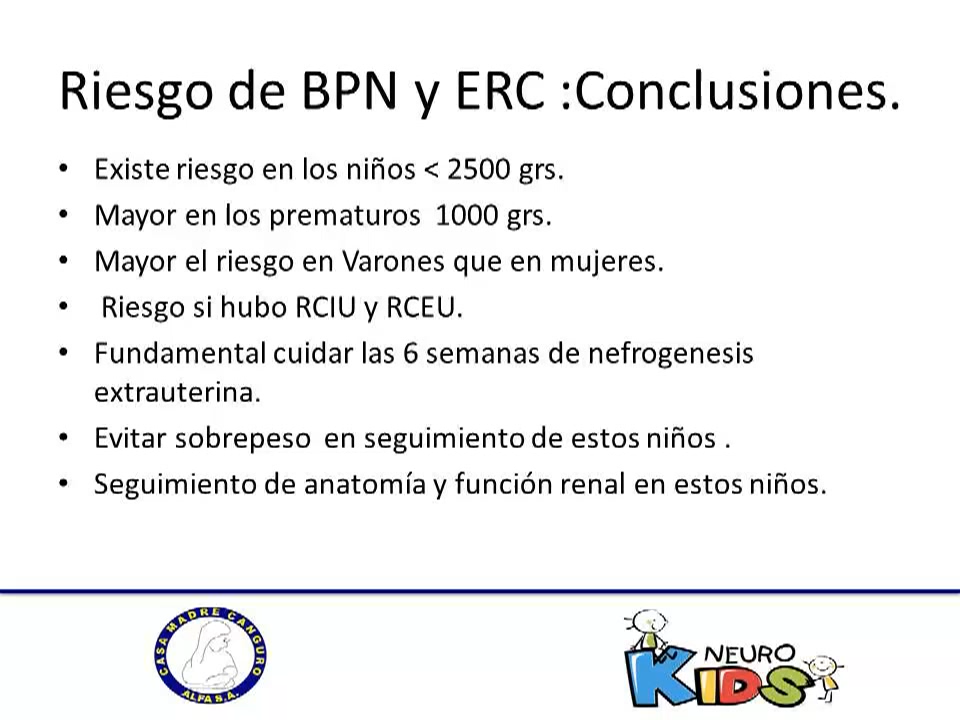 Riesgo de BPN y ERC :Conclusiones.
• Existe riesgo en los niños < 2500 grs.
• Mayor en los prematuros 1000 grs.
• Mayor el riesgo en Varones que en mujeres.
• Riesgo si hubo RCIU y RCEU.
• Fundamental cuidar las 6 semanas de nefrogenesis
extrauterina.
• Evitar sobrepeso en seguimiento de estos niños .
• Seguimiento de anatomía y función renal en estos niños.
CASA MADRE CANGURO
ALFA S.A.
NEURO
KIDS